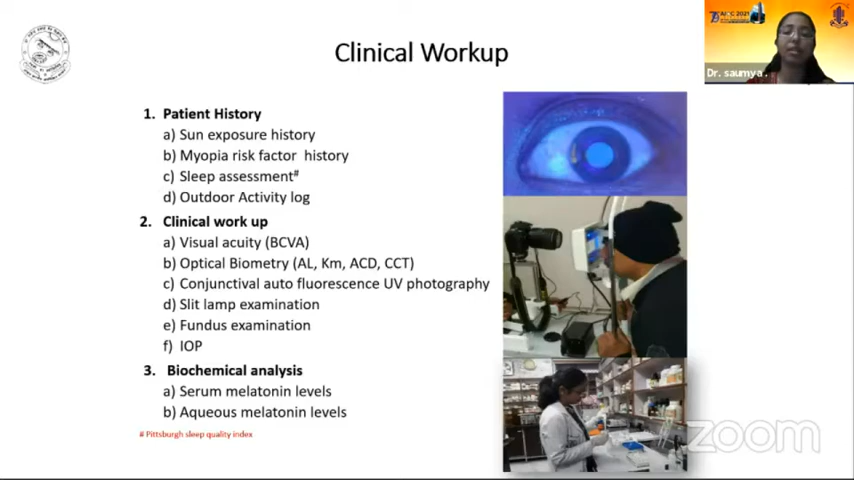 Clinical Workup
1. Patient History
a) Sun exposure history
b) Myopia risk factor history
c) Sleep assessment#
d) Outdoor Activity log
2. Clinical work up
a) Visual acuity (BCVA)
b) Optical Biometry (AL, Km, ACD, CCT)
c) Conjunctival auto fluorescence UV photography
d) Slit lamp examination
e) Fundus examination
f) IOP
3. Biochemical analysis
a) Serum melatonin levels
b) Aqueous melatonin levels
# Pittsburgh sleep quality index
Dr. saumya .
zoom